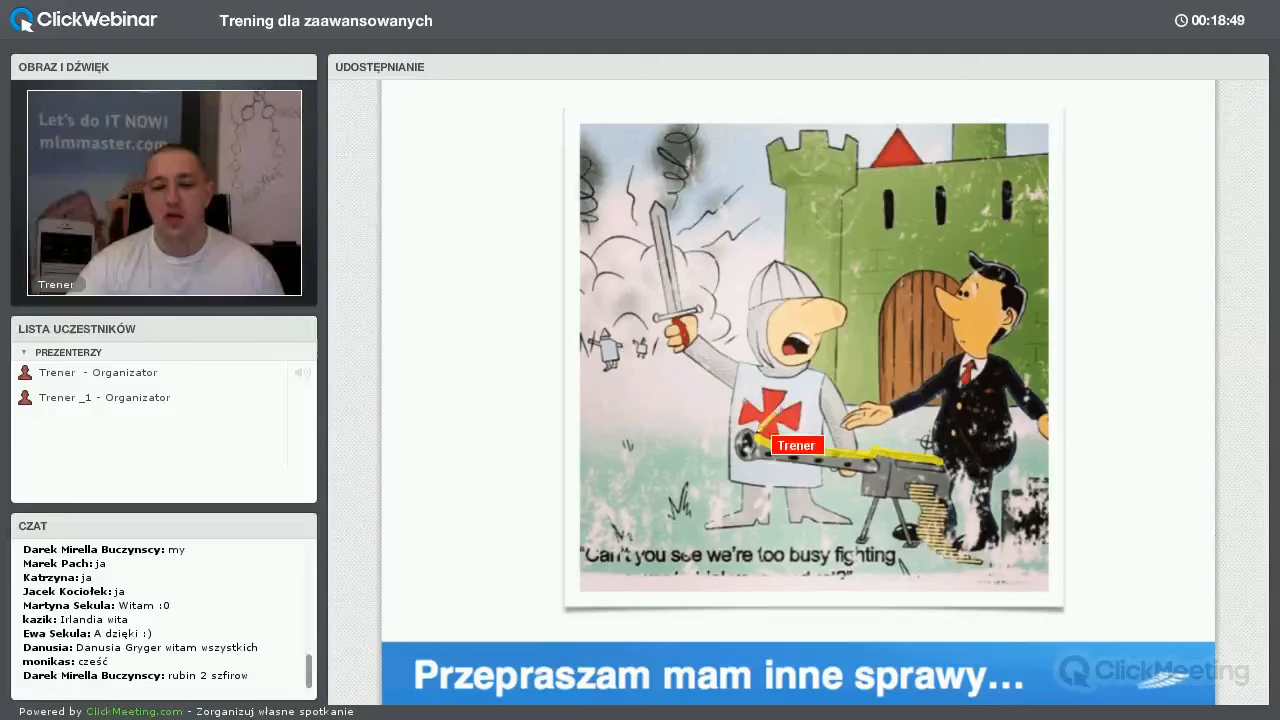 ClickWebinar
Trening dla zaawansowanych
00:18:49
OBRAZ I DŹWIĘK
Let's do IT NOW!
mlmmaster.com
Trener
LISTA UCZESTNIKÓW
PREZENTERZY
Trener - Organizator
Trener _1 - Organizator
CZAT
Darek Mirella Buczynscy: my
Marek Pach: ja
Katrzyna: ja
Jacek Kociołek: ja
Martyna Sekula: Witam :0
kazik: Irlandia wita
Ewa Sekula: A dzięki :)
Danusia: Danusia Gryger witam wszystkich
monikas: cześć
Darek Mirella Buczynscy: rubin 2 szfirow
Powered by ClickMeeting.com - Zorganizuj własne spotkanie
UDOSTĘPNIANIE
Trener
"Can't you see we're too busy fighting
Przepraszam mam inne sprawy...
ClickMeeting